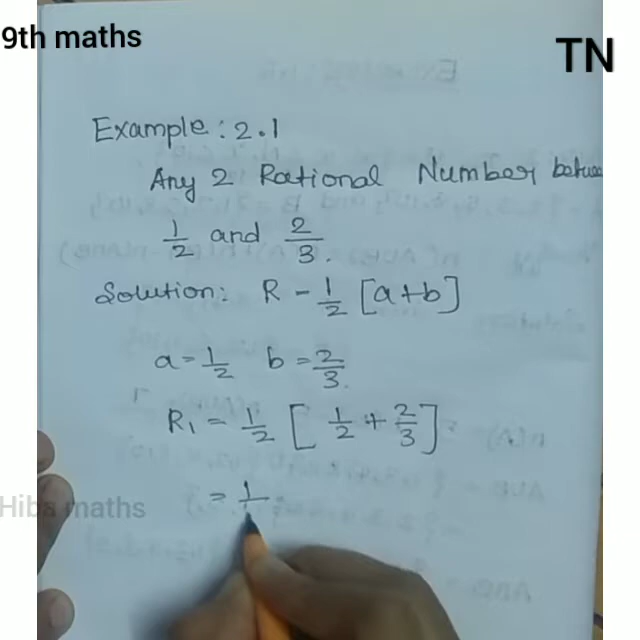 9th maths
TN
Example : 2.1
Any 2 Rational Number
1/2 and 2/3.
Solution: R - 1/2 [a+b]
a = 1/2 b = 2/3.
R₁ = 1/2 [ 1/2 + 2/3 ]
= 1/
Hiba maths